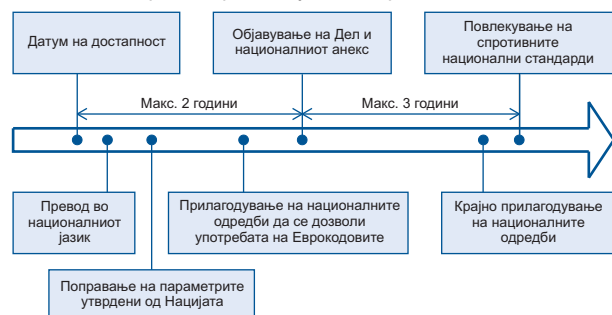 Датум на достапност
Објавување на Дел и
националниот анекс
Повлекување на
спротивните
национални стандарди
Макс. 2 години
Макс. 3 години
Превод во
националниот
јазик
Прилагодување на националните
одредби да се дозволи
употребата на Еврокодовите
Крајно прилагодување
на националните
одредби
Поправање на параметрите
утврдени од Нацијата